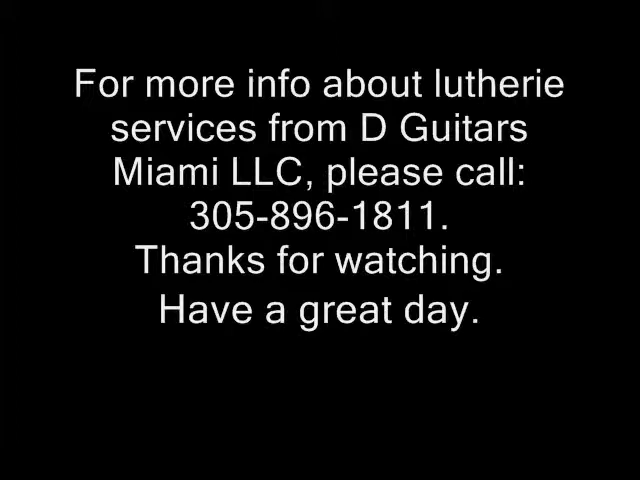 For more info about lutherie
services from D Guitars
Miami LLC, please call:
305-896-1811.
Thanks for watching.
Have a great day.